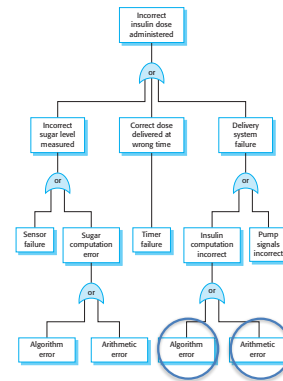 Incorrect
insulin dose
administered
or
Incorrect
sugar level
measured
Correct dose
delivered at
wrong time
Delivery
system
failure
or
or
Sensor
failure
Sugar
computation
error
Timer
failure
Insulin
computation
incorrect
Pump
signals
incorrect
or
or
Algorithm
error
Arithmetic
error
Algorithm
error
Arithmetic
error